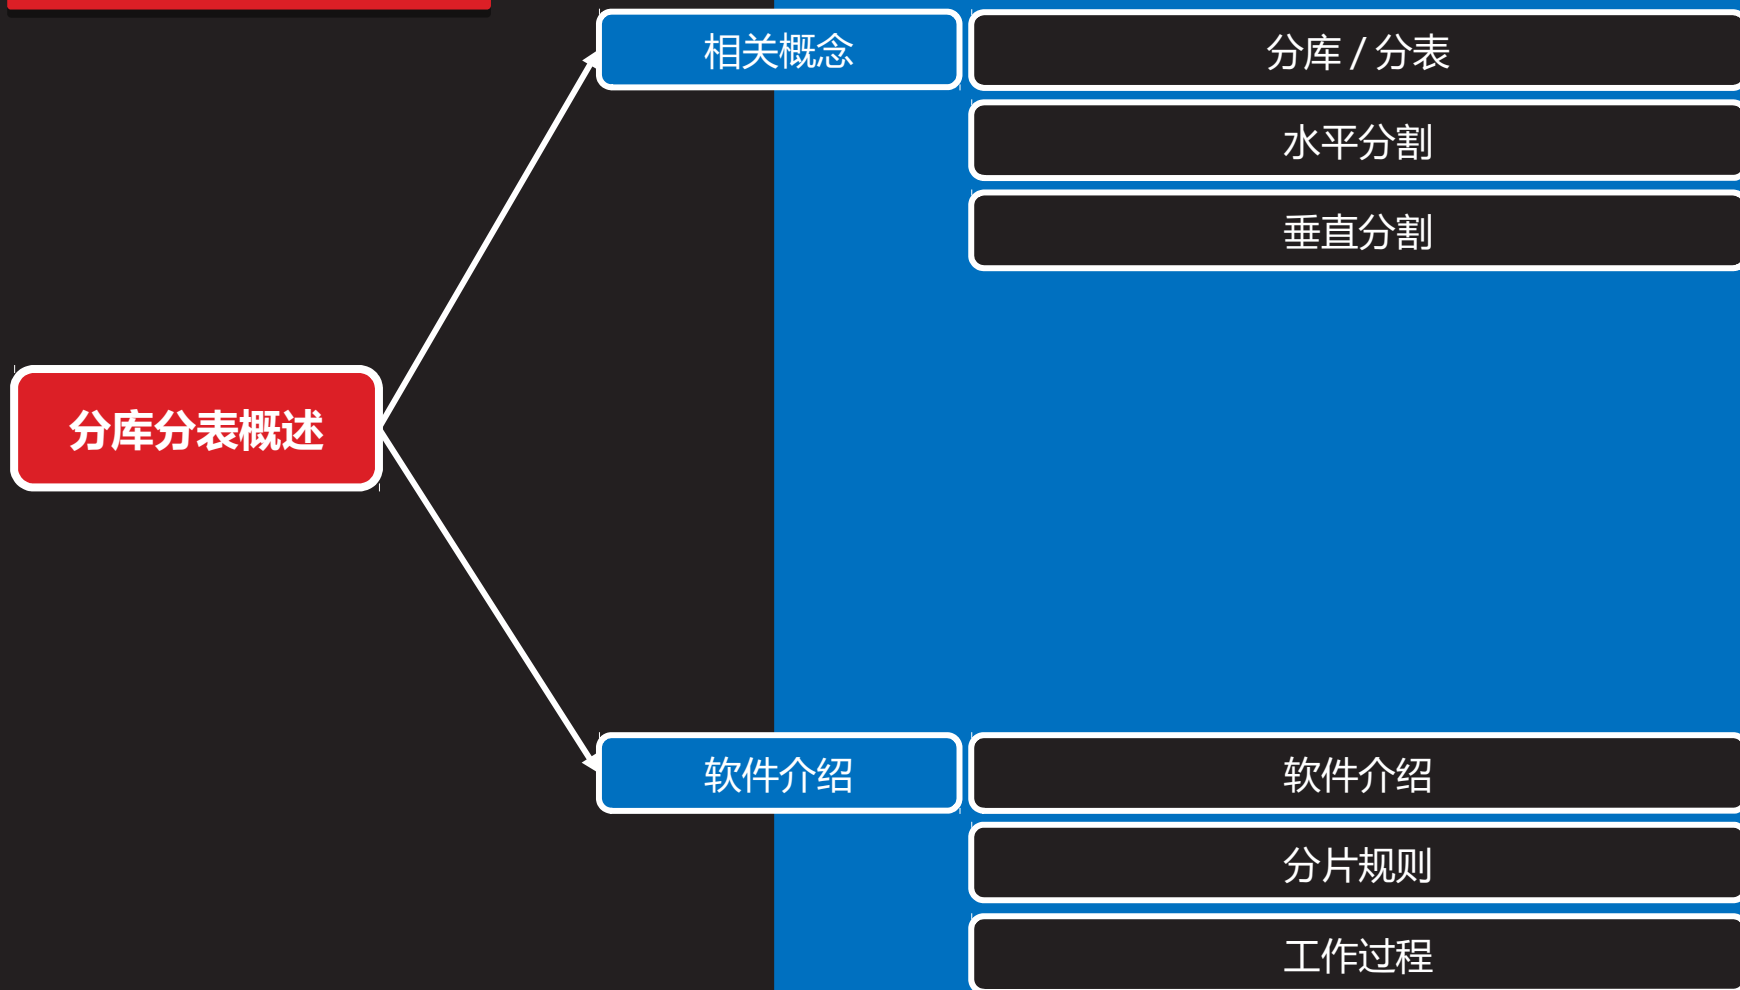 相关概念
分库 / 分表
水平分割
垂直分割
分库分表概述
软件介绍
软件介绍
分片规则
工作过程